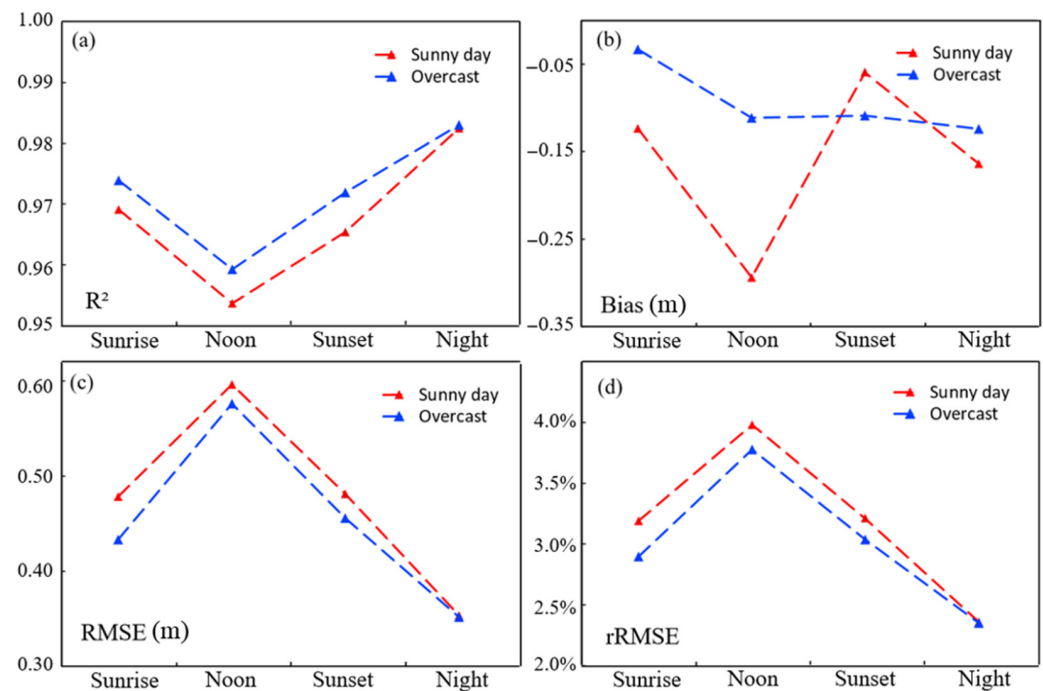 1.00
0.99
0.98
0.97
0.96
0.95
(a)
Sunny day
Overcast
R²
Sunrise Noon Sunset Night
−0.05
−0.15
−0.25
−0.35
(b)
Sunny day
Overcast
Bias (m)
Sunrise Noon Sunset Night
0.60
0.50
0.40
0.30
(c)
Sunny day
Overcast
RMSE (m)
Sunrise Noon Sunset Night
4.0%
3.5%
3.0%
2.5%
2.0%
(d)
Sunny day
Overcast
rRMSE
Sunrise Noon Sunset Night